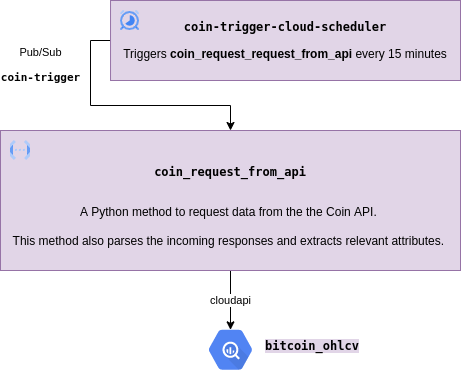 coin-trigger-cloud-scheduler
Triggers coin_request_request_from_api every 15 minutes
Pub/Sub
coin-trigger
coin_request_from_api
A Python method to request data from the the Coin API.
This method also parses the incoming responses and extracts relevant attributes.
cloudapi
bitcoin_ohlcv